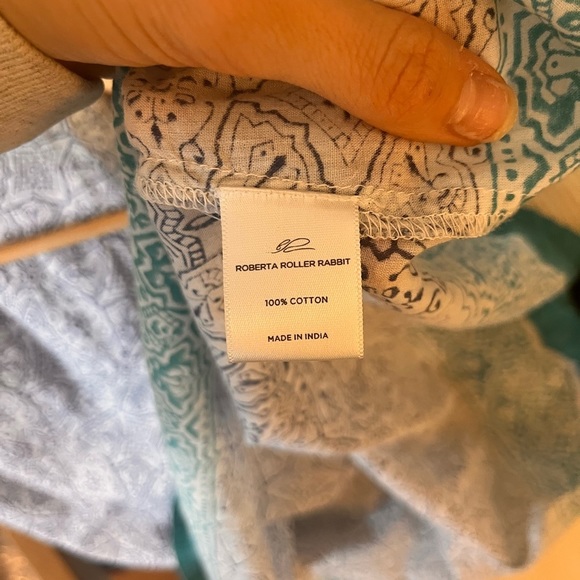 ROBERTA ROLLER RABBIT
100% COTTON
MADE IN INDIA